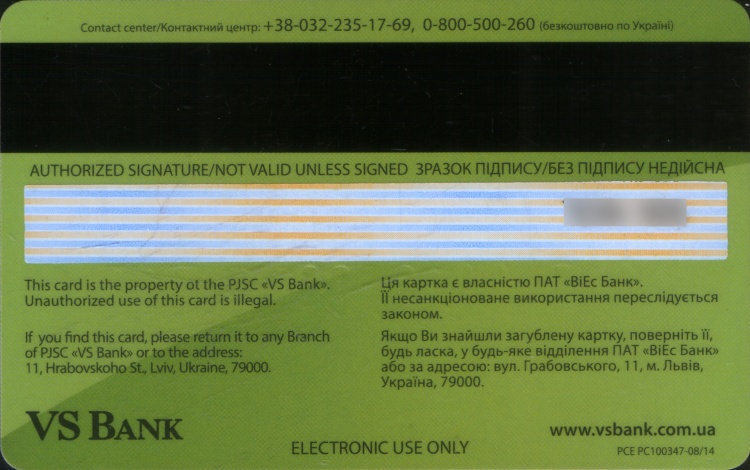 Contact center/Контактний центр: +38-032-235-17-69, 0-800-500-260 (безкоштовно по Україні)
AUTHORIZED SIGNATURE/NOT VALID UNLESS SIGNED ЗРАЗОК ПІДПИСУ/БЕЗ ПІДПИСУ НЕДІЙСНА
This card is the property ot the PJSC «VS Bank».
Unauthorized use of this card is illegal.
If you find this card, please return it to any Branch
of PJSC «VS Bank» or to the address:
11, Hrabovskoho St., Lviv, Ukraine, 79000.
Ця картка є власністю ПАТ «ВіЕс Банк».
Її несанкціоноване використання переслідується
законом.
Якщо Ви знайшли загублену картку, поверніть її,
будь ласка, у будь-яке відділення ПАТ «ВіЕс Банк»
або за адресою: вул. Грабовського, 11, м. Львів,
Україна, 79000.
VS BANK
ELECTRONIC USE ONLY
www.vsbank.com.ua
PCE PC100347-08/14